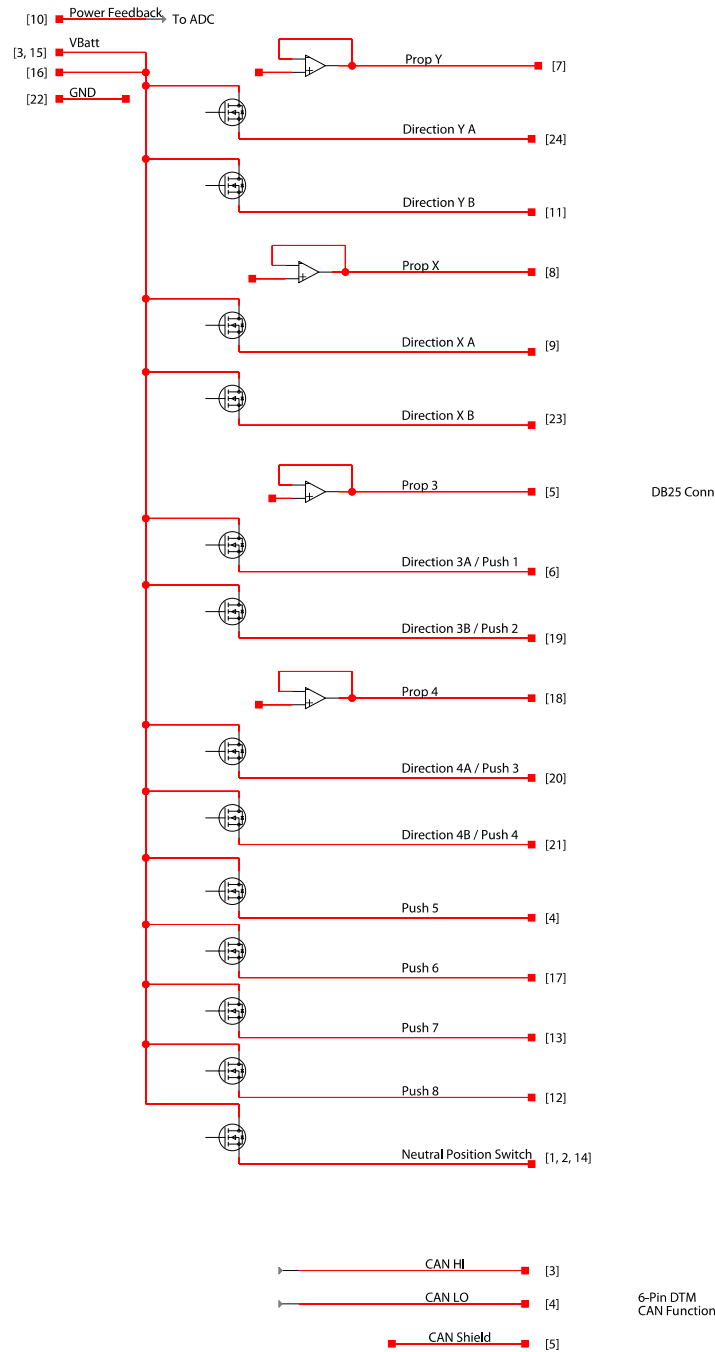 [10] Power Feedback To ADC
[3, 15] VBatt
[16]
[22] GND
Prop Y [7]
Direction Y A [24]
Direction Y B [11]
Prop X [8]
Direction X A [9]
Direction X B [23]
Prop 3 [5] DB25 Conn
Direction 3A / Push 1 [6]
Direction 3B / Push 2 [19]
Prop 4 [18]
Direction 4A / Push 3 [20]
Direction 4B / Push 4 [21]
Push 5 [4]
Push 6 [17]
Push 7 [13]
Push 8 [12]
Neutral Position Switch [1, 2, 14]
CAN HI [3]
CAN LO [4] 6-Pin DTM
CAN Function
CAN Shield [5]